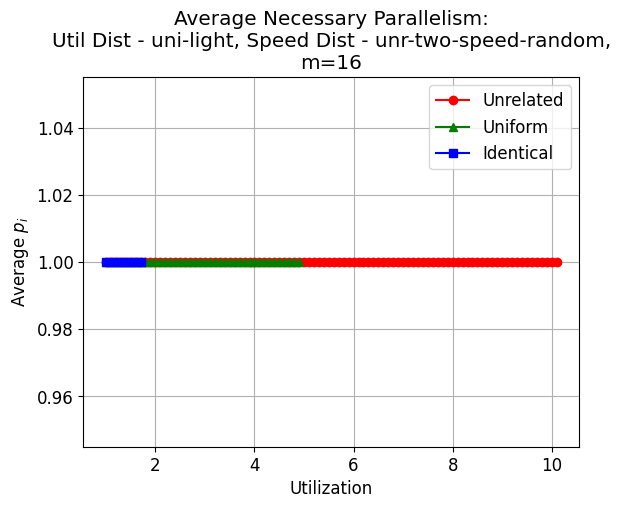 Average Necessary Parallelism:
Util Dist - uni-light, Speed Dist - unr-two-speed-random,
m=16
Unrelated
Uniform
Identical
1.04
1.02
1.00
0.98
0.96
Average p_i
2 4 6 8 10
Utilization